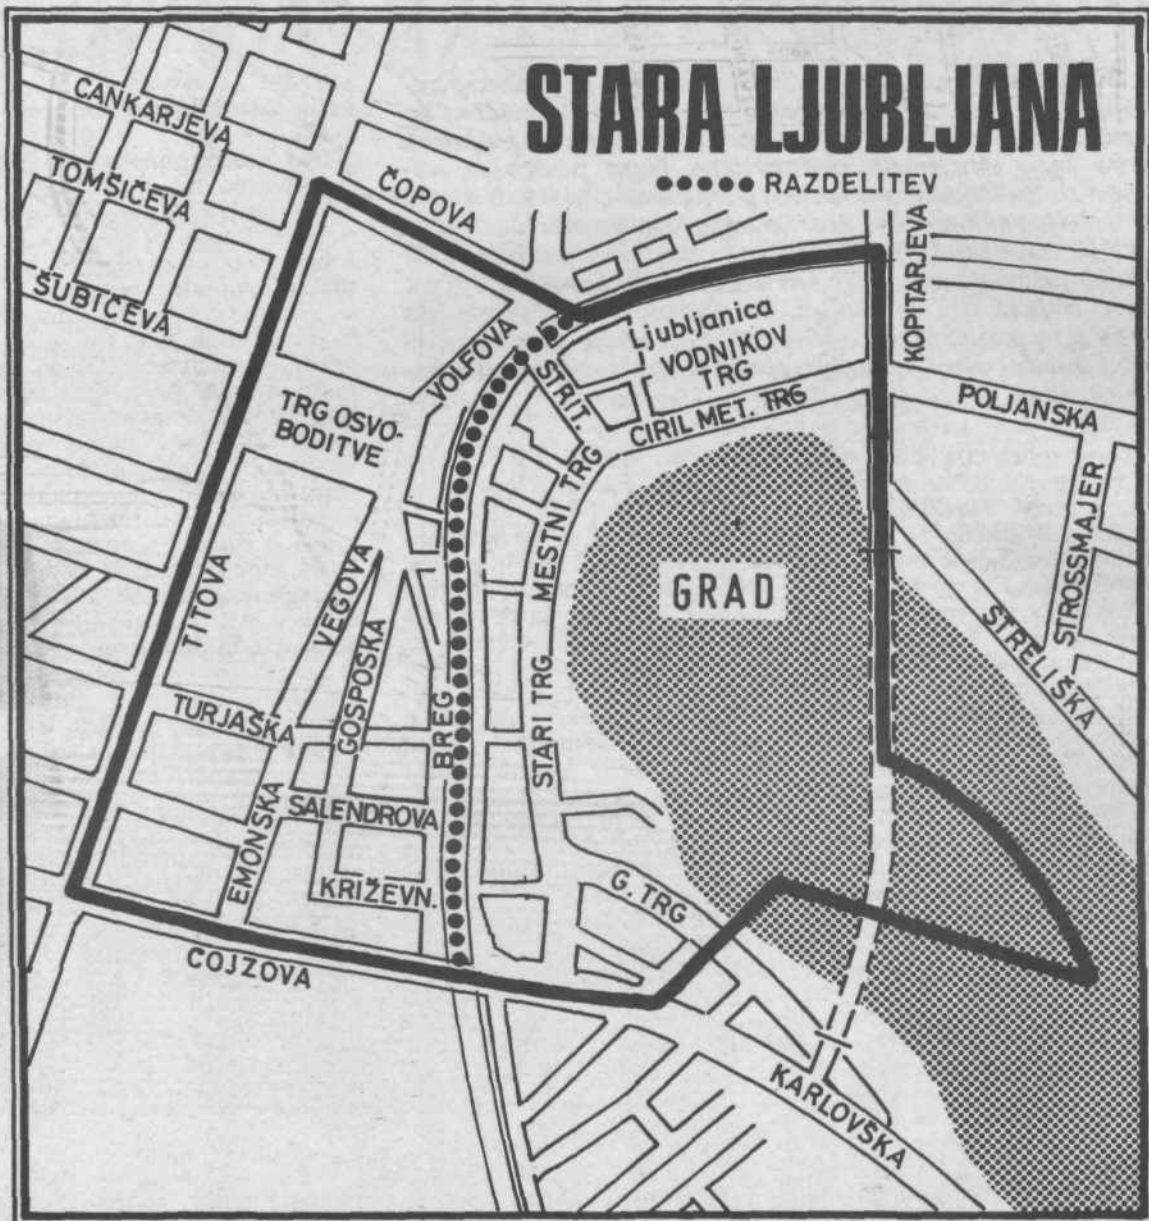 STARA LJUBLJANA
RAZDELITEV
CANKARJEVA
TOMŠIČEVA
ŠUBIČEVA
ČOPOVA
KOPITARJEVA
VOLFOVA
STRIT.
Ljubljanica
VODNIKOV
TRG
CIRIL MET. TRG
POLJANSKA
TRG OSVO-
BODITVE
MESTNI TRG
STROSSMAJER
GRAD
TITOVA
VEGOVA
GOSPOSKA
STRELIŠKA
TURJAŠKA
BREG
STARI TRG
SALENDROVA
EMONSKA
KRIŽEVN.
G. TRG
COJZOVA
KARLOVŠKA